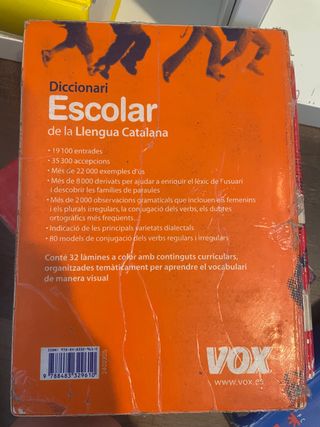 Diccionari
Escolar
de la Llengua Catalana
• 19 100 entrades
• 35 300 accepcions
• Més de 22 000 exemples d'ús
• Més de 8 000 derivats per ajudar a enriquir el lèxic de l'usuari
i descobrir les famílies de paraules
• Més de 2 000 observacions gramaticals que inclouen els femenins
i els plurals irregulars, la conjugació dels verbs, els dubtes
ortogràfics més freqüents...
• Indicació de les principals varietats dialectals
• 80 models de conjugació dels verbs regulars i irregulars
Conté 32 làmines a color amb continguts curriculars,
organitzades temàticament per aprendre el vocabulari
de manera visual
9 788483 329610
VOX
www.vox.es